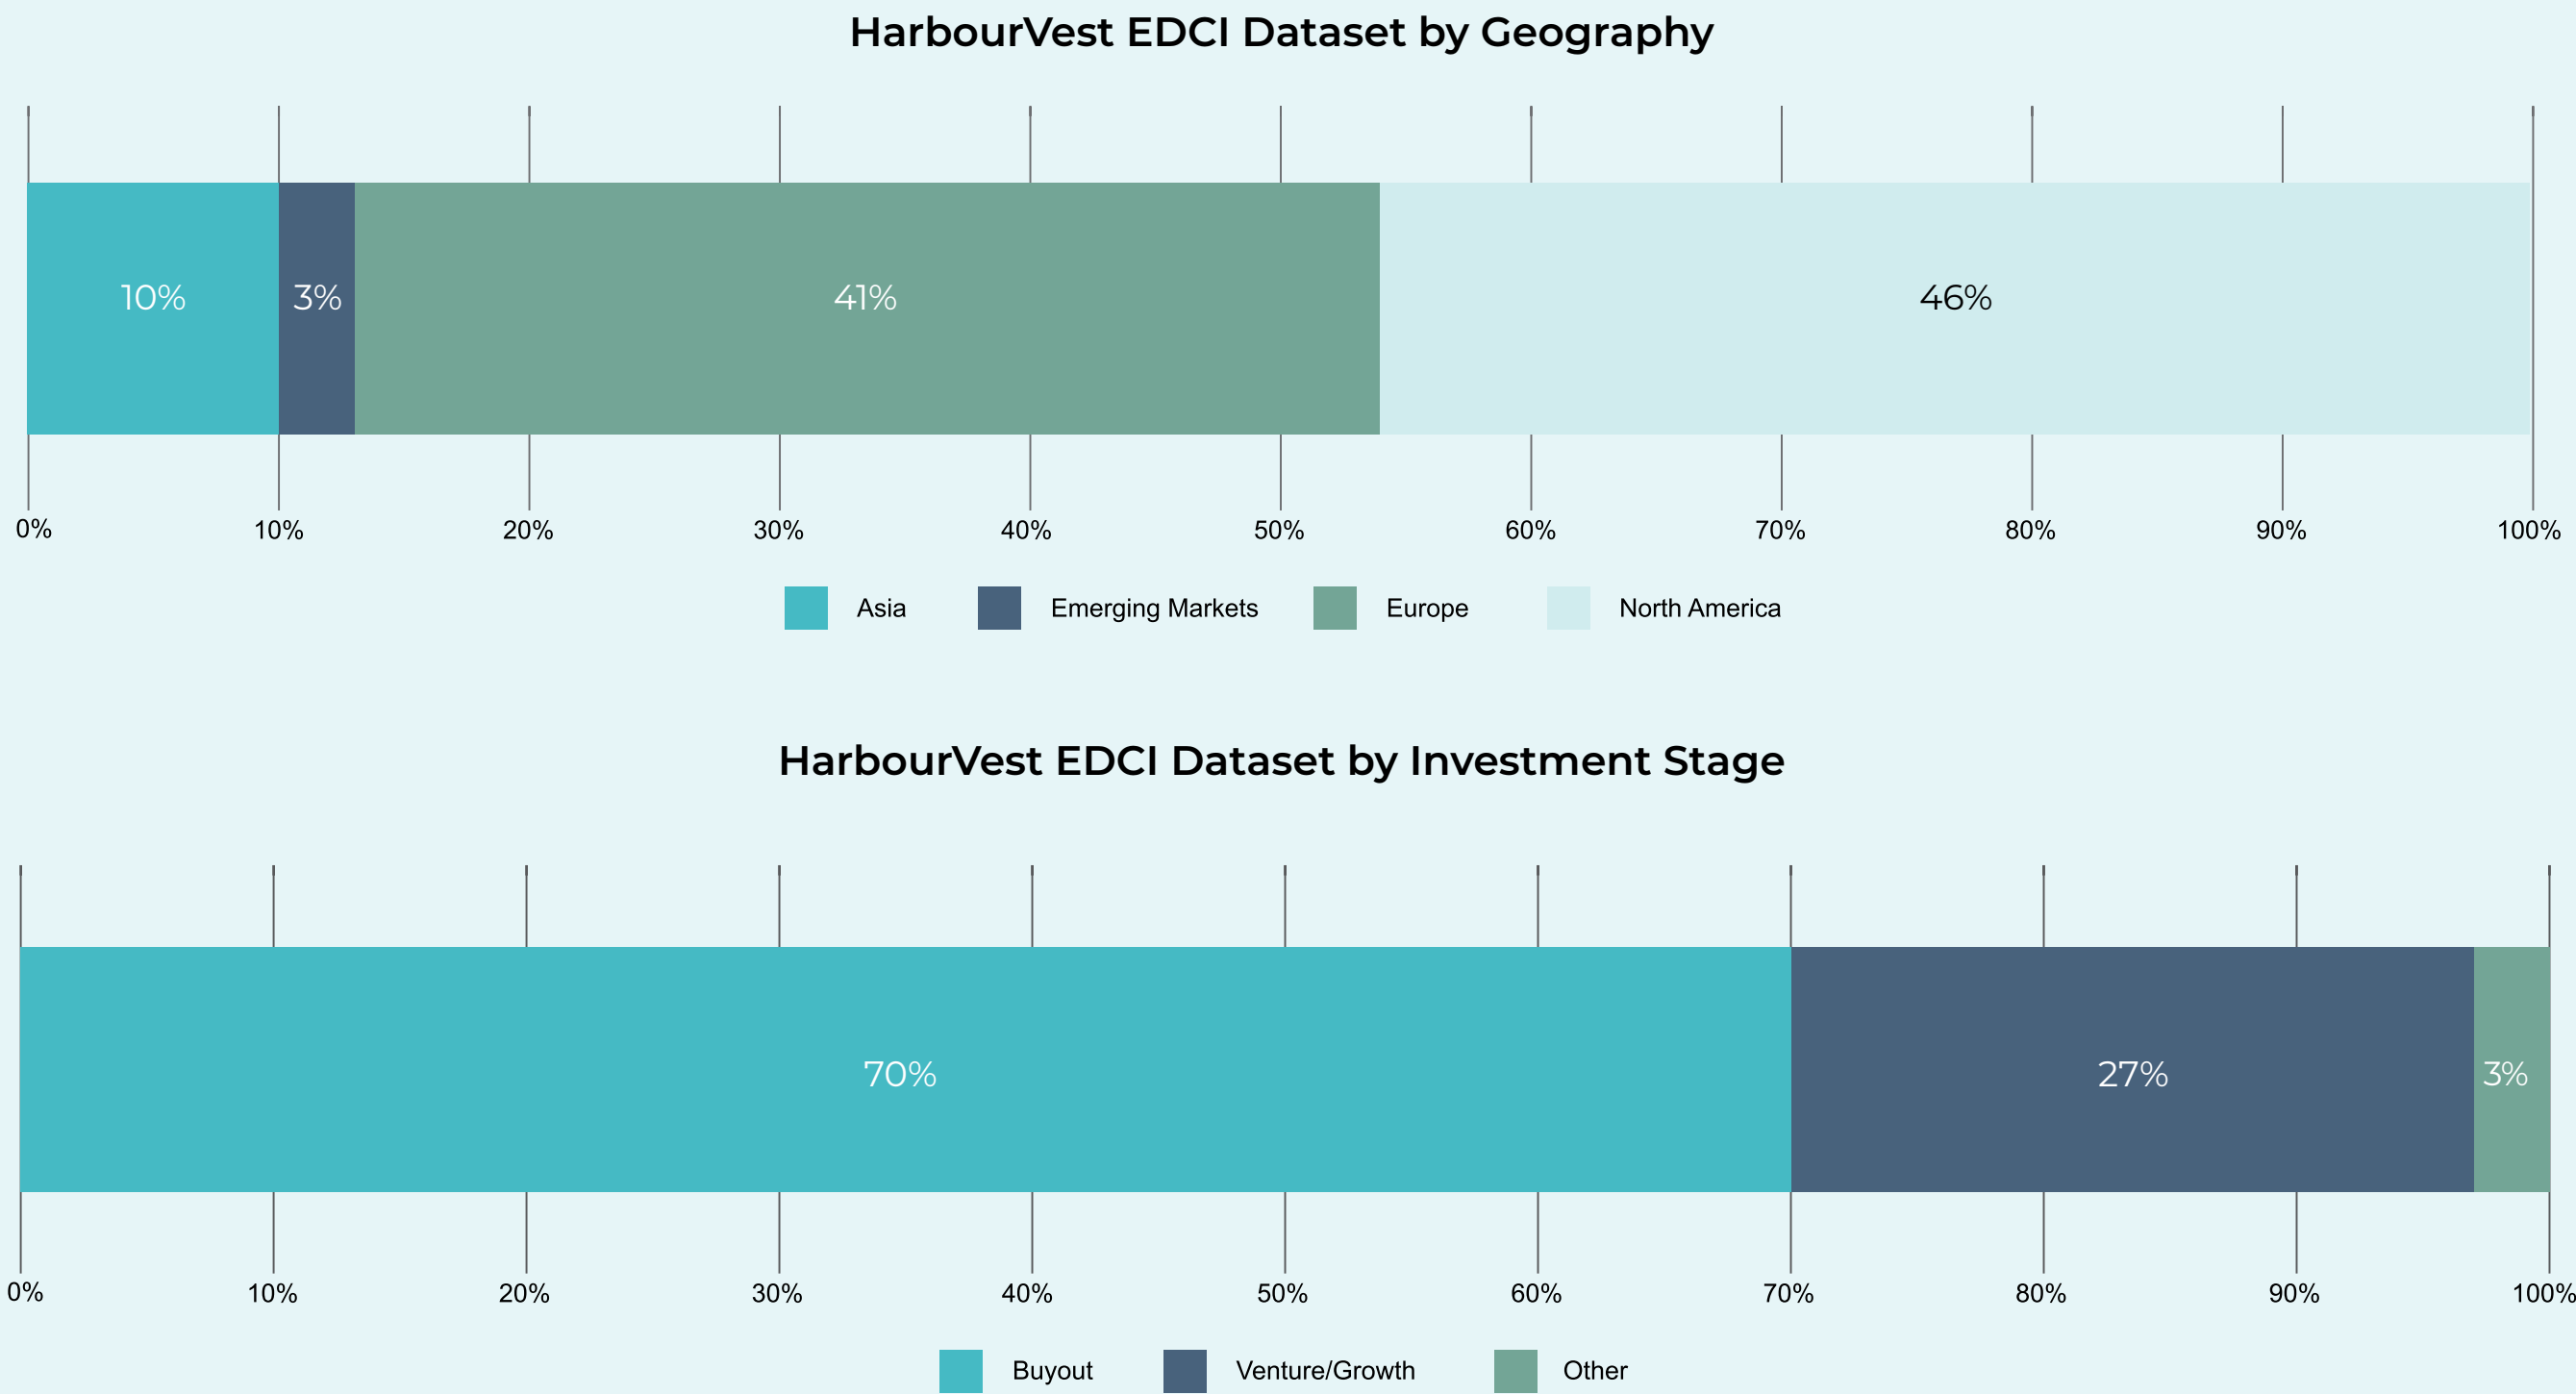 HarbourVest EDCI Dataset by Geography
10% 3% 41% 46%
0% 10% 20% 30% 40% 50% 60% 70% 80% 90% 100%
Asia Emerging Markets Europe North America
HarbourVest EDCI Dataset by Investment Stage
70% 27% 3%
0% 10% 20% 30% 40% 50% 60% 70% 80% 90% 100%
Buyout Venture/Growth Other